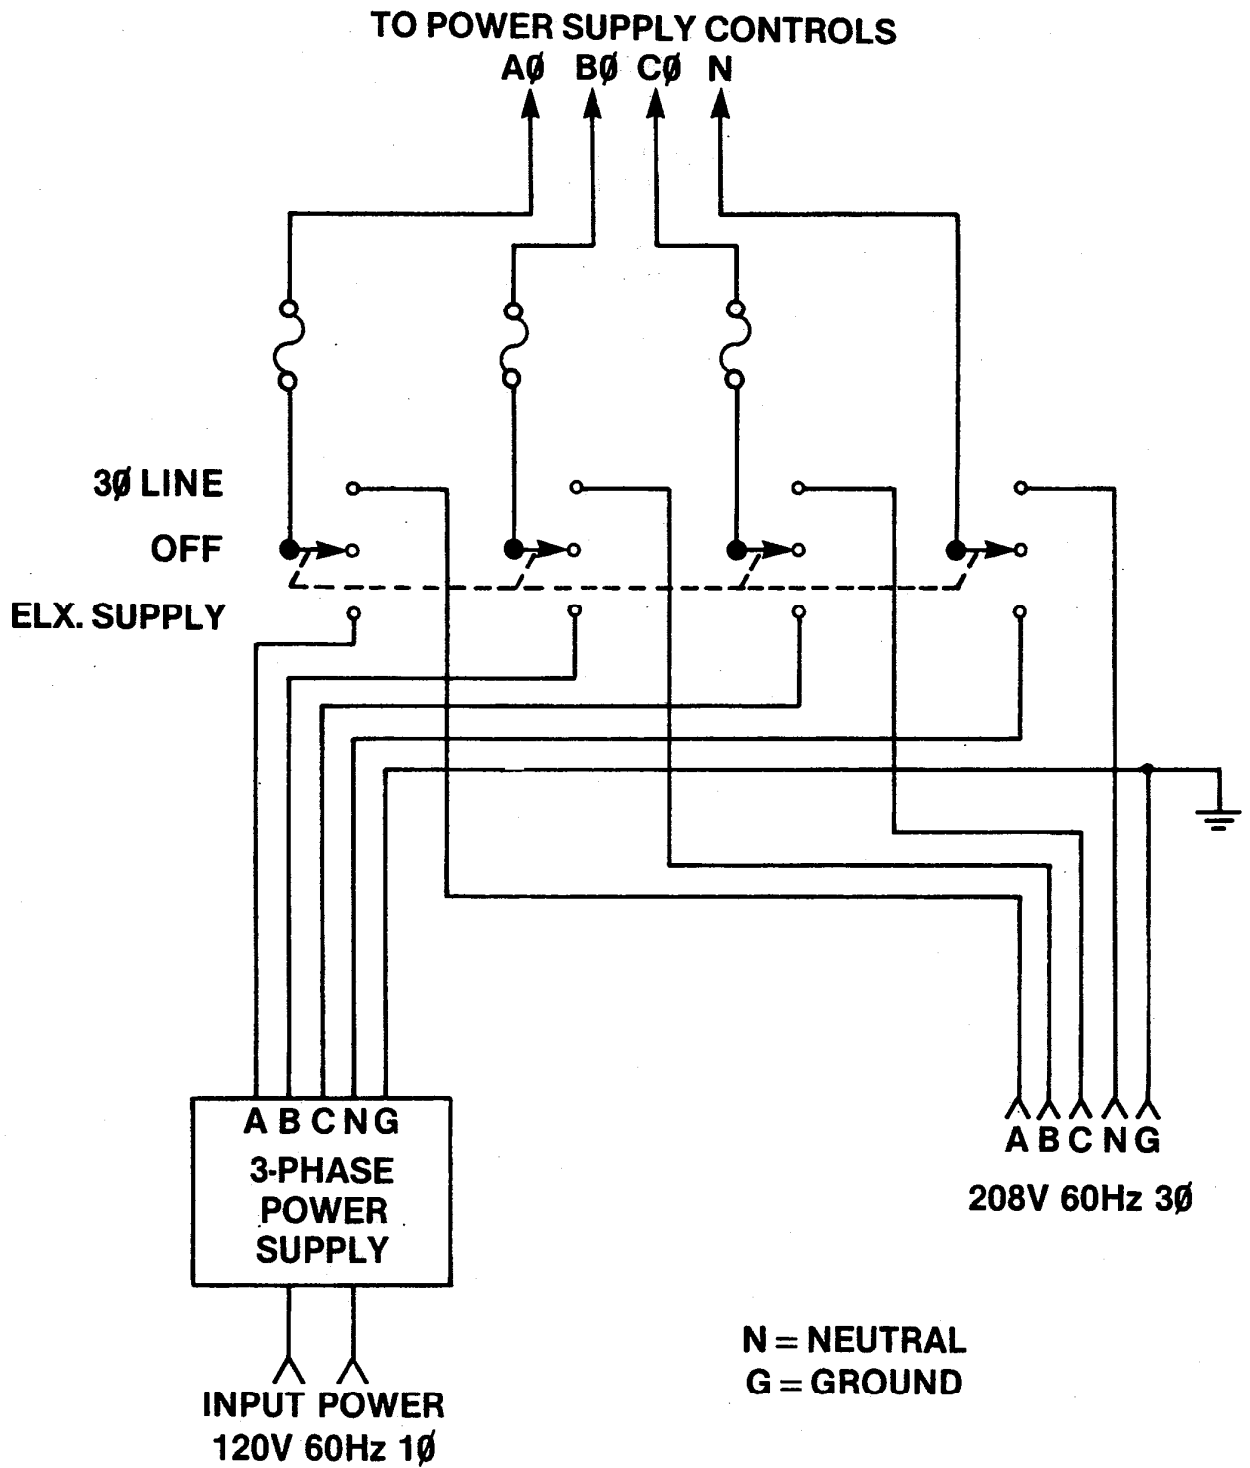 TO POWER SUPPLY CONTROLS
AØ BØ CØ N
3Ø LINE
OFF
ELX. SUPPLY
A B C N G
3-PHASE
POWER
SUPPLY
A B C N G
208V 60Hz 3Ø
INPUT POWER
120V 60Hz 1Ø
N = NEUTRAL
G = GROUND